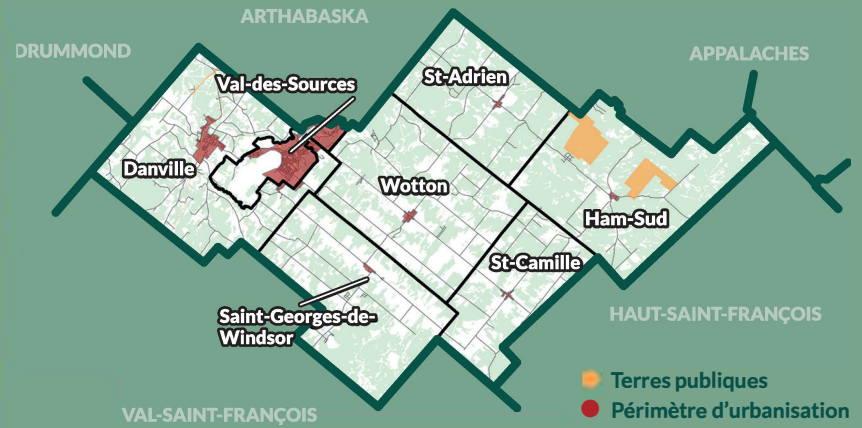 ARTHABASKA
DRUMMOND
APPALACHES
St-Adrien
Val-des-Sources
Danville
Wotton
Ham-Sud
St-Camille
Saint-Georges-de-
Windsor
HAUT-SAINT-FRANÇOIS
Terres publiques
Périmètre d'urbanisation
VAL-SAINT-FRANÇOIS